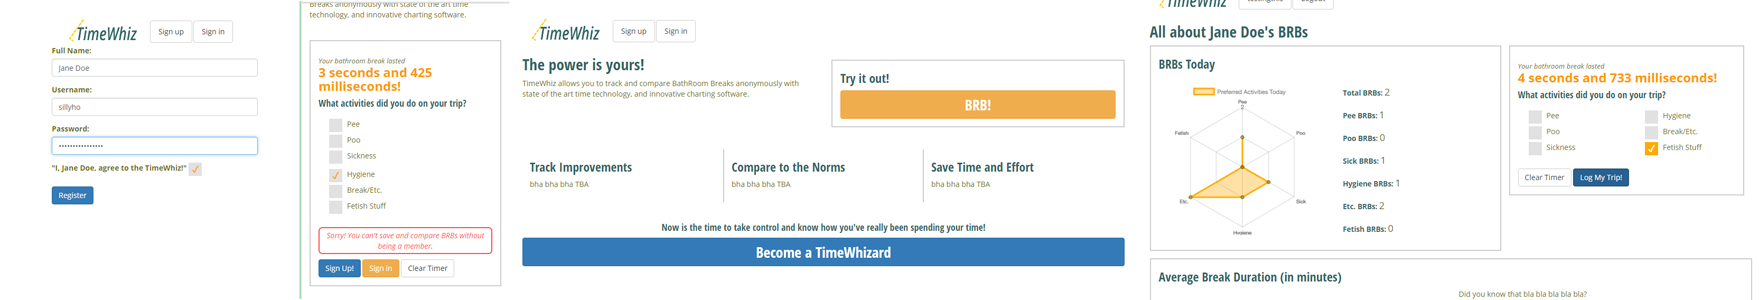 TimeWhiz
Sign up
Sign in
Full Name:
Jane Doe
Username:
sillyho
Password:
"I, Jane Doe, agree to the TimeWhiz!"
Register
Breaks anonymously with state of the art time
technology, and innovative charting software.
Your bathroom break lasted
3 seconds and 425
milliseconds!
What activities did you do on your trip?
Pee
Poo
Sickness
Hygiene
Break/Etc.
Fetish Stuff
Sorry! You can't save and compare BRBs without
being a member.
Sign Up!
Sign in
Clear Timer
TimeWhiz
Sign up
Sign in
The power is yours!
TimeWhiz allows you to track and compare BathRoom Breaks anonymously with
state of the art time technology, and innovative charting software.
Try it out!
BRB!
Track Improvements
bha bha bha TBA
Compare to the Norms
bha bha bha TBA
Save Time and Effort
bha bha bha TBA
Now is the time to take control and know how you've really been spending your time!
Become a TimeWhizard
All about Jane Doe's BRBs
BRBs Today
Preferred Activities Today
Pee
2
Poo
Sick
Hygiene
Etc.
Fetish
Total BRBs: 2
Pee BRBs: 1
Poo BRBs: 0
Sick BRBs: 1
Hygiene BRBs: 1
Etc. BRBs: 2
Fetish BRBs: 0
Your bathroom break lasted
4 seconds and 733 milliseconds!
What activities did you do on your trip?
Pee
Poo
Sickness
Hygiene
Break/Etc.
Fetish Stuff
Clear Timer
Log My Trip!
Average Break Duration (in minutes)
Did you know that bla bla bla bla bla?